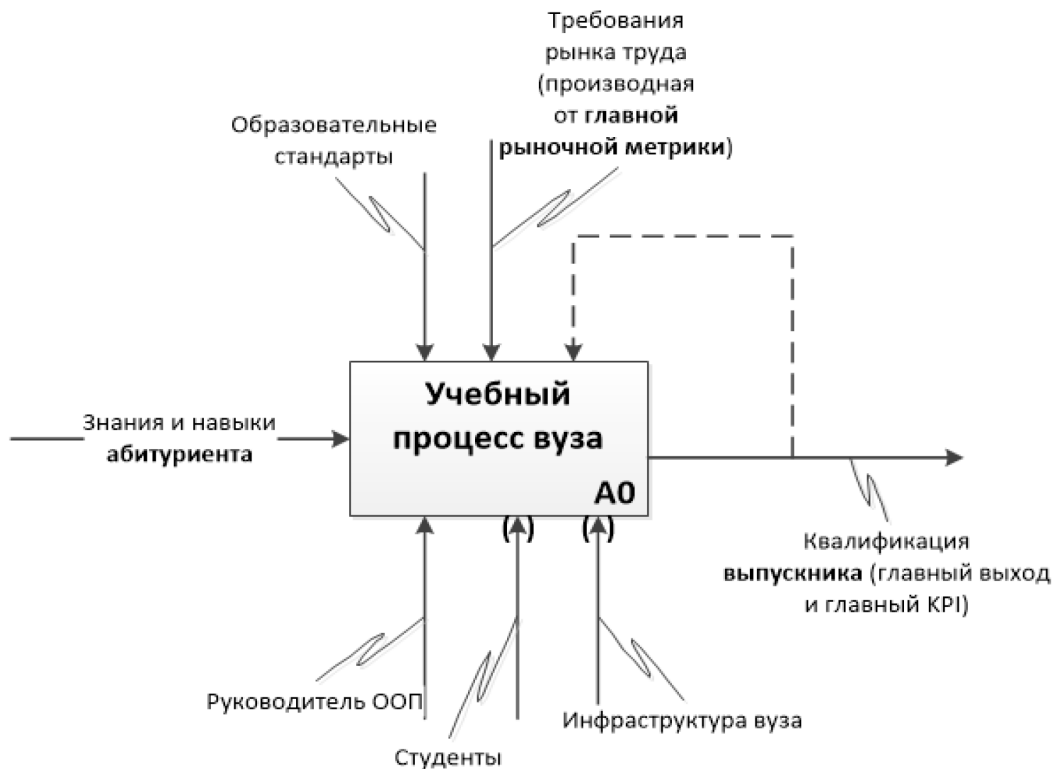 Требования
рынка труда
(производная
от главной
рыночной метрики)
Образовательные
стандарты
Знания и навыки
абитуриента
Учебный
процесс вуза
А0
( )
( )
Квалификация
выпускника (главный выход
и главный KPI)
Руководитель ООП
Студенты
Инфраструктура вуза